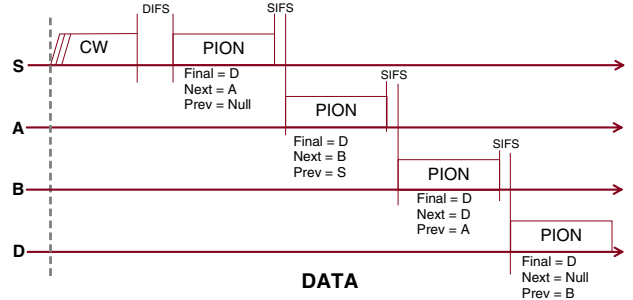 DIFS
SIFS
CW
PION
S
Final = D
Next = A
Prev = Null
SIFS
PION
A
Final = D
Next = B
Prev = S
SIFS
PION
B
Final = D
Next = D
Prev = A
PION
D
Final = D
Next = Null
Prev = B
DATA